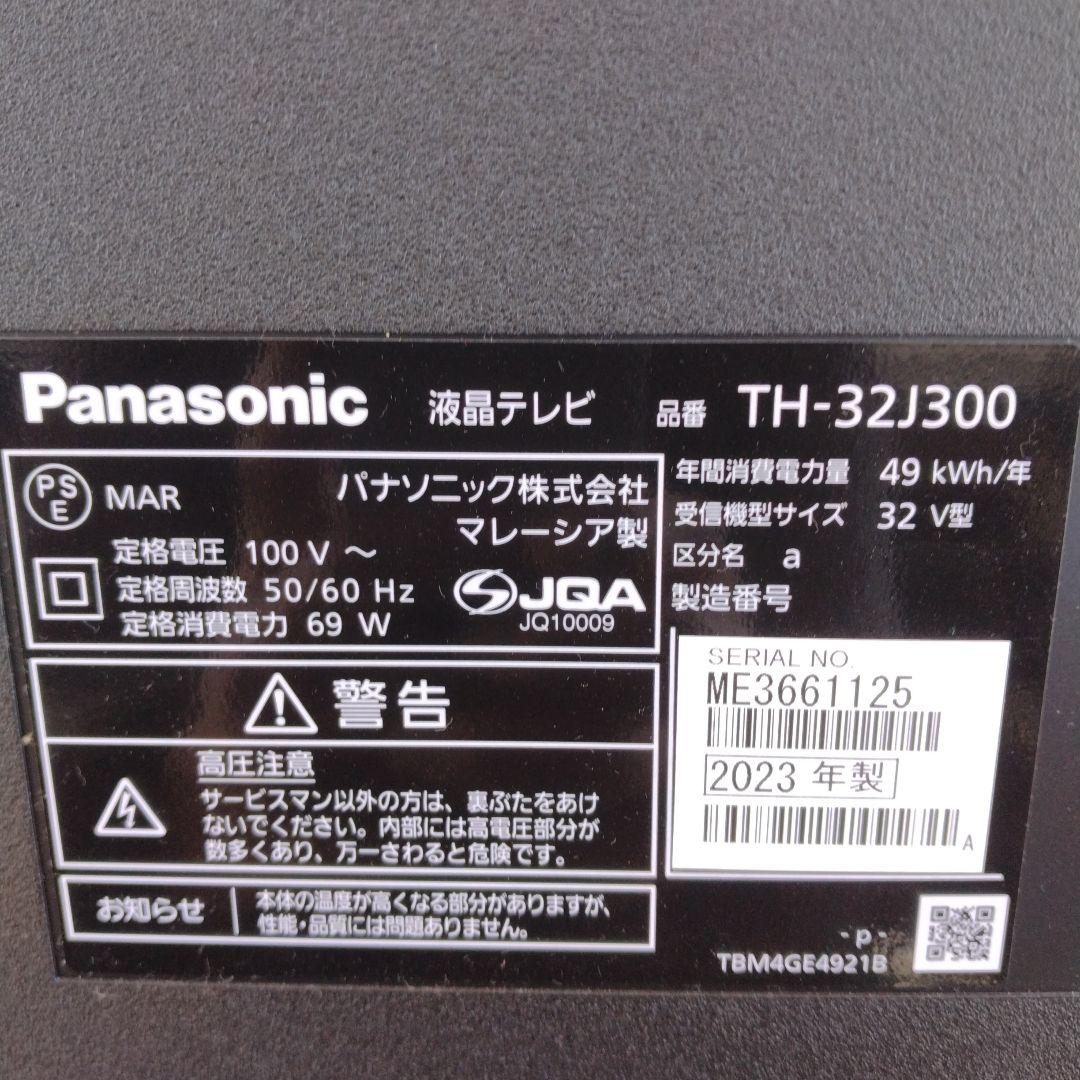 Panasonic 液晶テレビ 品番 TH-32J300
PS
E
MAR
パナソニック株式会社
マレーシア製
定格電圧 100 V ～
定格周波数 50/60 Hz
定格消費電力 69 W
JQA
JQ10009
年間消費電力量 49 kWh/年
受信機型サイズ 32 V型
区分名 a
製造番号
SERIAL NO.
ME3661125
2023 年製
A
警告
高圧注意
サービスマン以外の方は、裏ぶたをあけ
ないでください。内部には高電圧部分が
数多くあり、万一さわると危険です。
お知らせ
本体の温度が高くなる部分がありますが、
性能・品質には問題ありません。
-p-
TBM4GE4921B